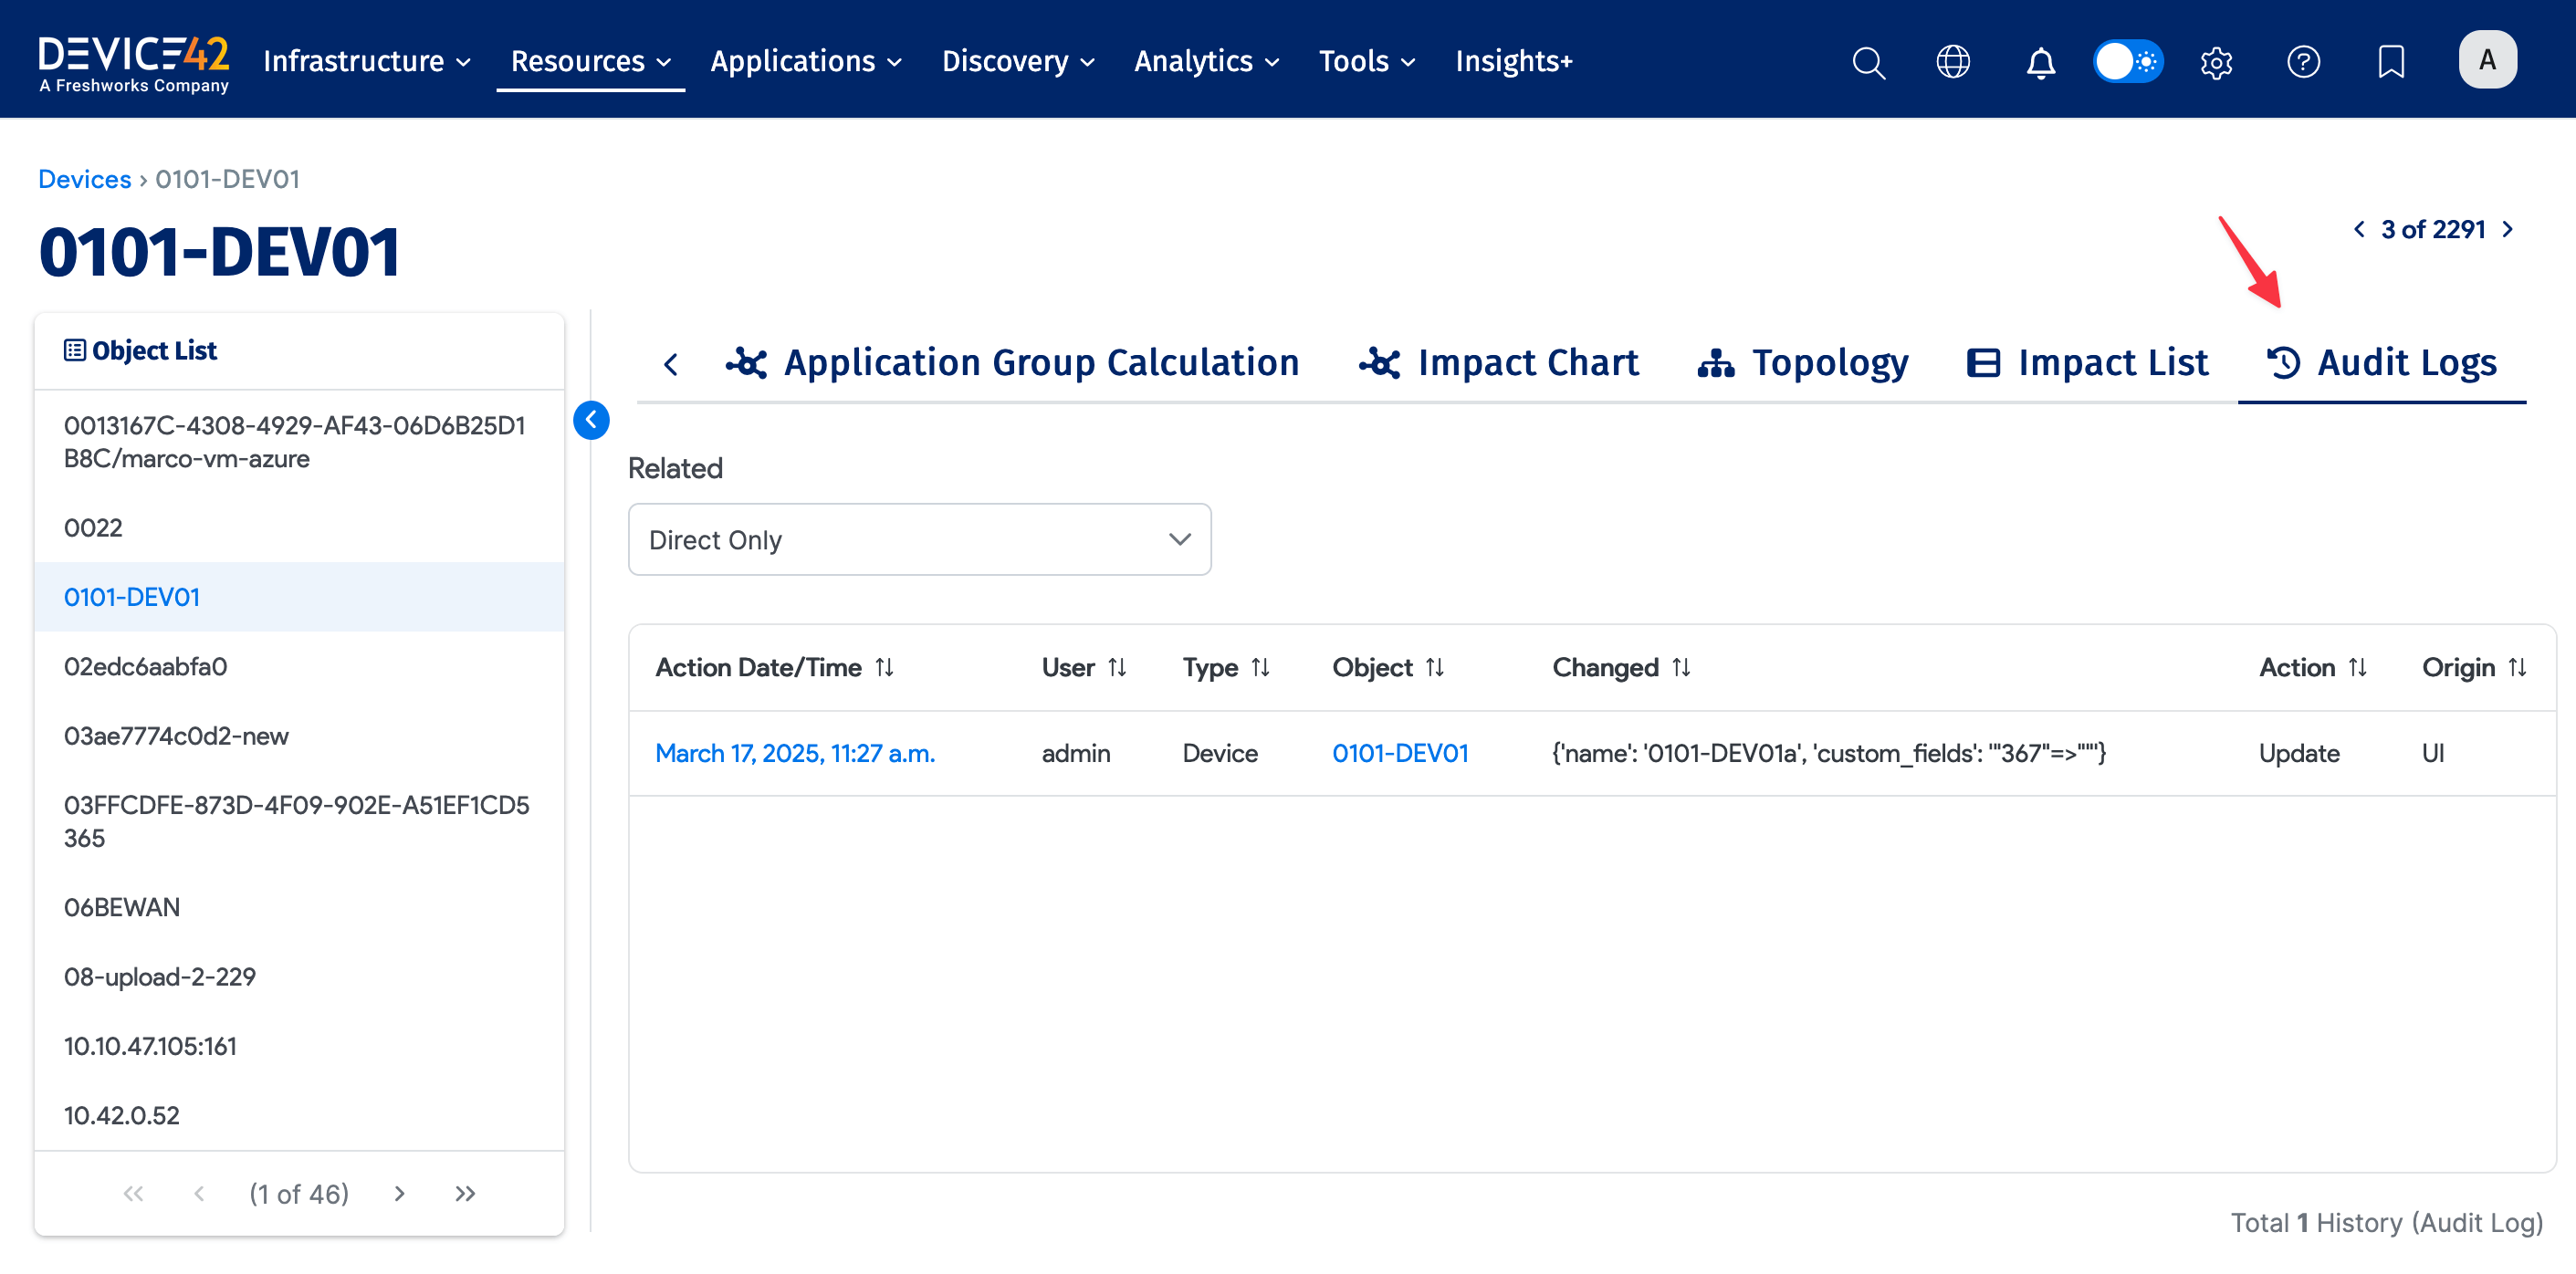 DEVICE42
A Freshworks Company
Infrastructure Resources Applications Discovery Analytics Tools Insights+
A
Devices › 0101-DEV01
0101-DEV01
3 of 2291
Object List
0013167C-4308-4929-AF43-06D6B25D1
B8C/marco-vm-azure
0022
0101-DEV01
02edc6aabfa0
03ae7774c0d2-new
03FFCDFE-873D-4F09-902E-A51EF1CD5
365
06BEWAN
08-upload-2-229
10.10.47.105:161
10.42.0.52
(1 of 46)
Application Group Calculation Impact Chart Topology Impact List Audit Logs
Related
Direct Only
Action Date/Time User Type Object Changed Action Origin
March 17, 2025, 11:27 a.m. admin Device 0101-DEV01 {'name': '0101-DEV01a', 'custom_fields': '"367"=>""'} Update UI
Total 1 History (Audit Log)